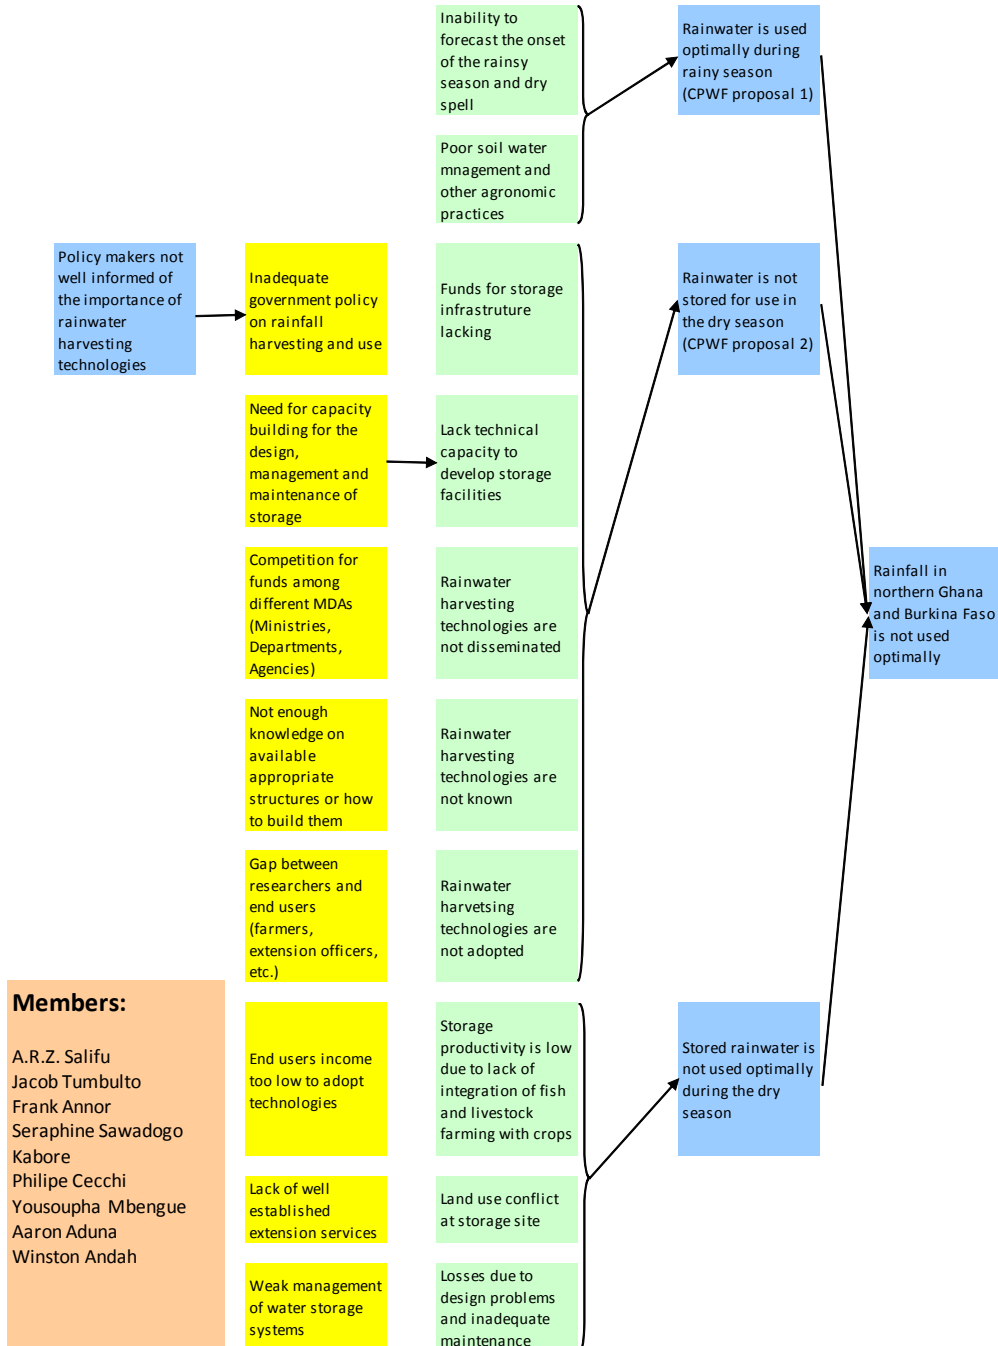 Inability to
forecast the onset
of the rainsy
season and dry
spell
Rainwater is used
optimally during
rainy season
(CPWF proposal 1)
Poor soil water
mnagement and
other agronomic
practices
Policy makers not
well informed of
the importance of
rainwater
harvesting
technologies
Inadequate
government policy
on rainfall
harvesting and use
Funds for storage
infrastruture
lacking
Rainwater is not
stored for use in
the dry season
(CPWF proposal 2)
Need for capacity
building for the
design,
management and
maintenance of
storage
Lack technical
capacity to
develop storage
facilities
Competition for
funds among
different MDAs
(Ministries,
Departments,
Agencies)
Rainwater
harvesting
technologies are
not disseminated
Rainfall in
northern Ghana
and Burkina Faso
is not used
optimally
Not enough
knowledge on
available
appropriate
structures or how
to build them
Rainwater
harvesting
technologies are
not known
Gap between
researchers and
end users
(farmers,
extension officers,
etc.)
Rainwater
harvetsing
technologies are
not adopted
Members:
A.R.Z. Salifu
Jacob Tumbulto
Frank Annor
Seraphine Sawadogo
Kabore
Philipe Cecchi
Yousoupha Mbengue
Aaron Aduna
Winston Andah
End users income
too low to adopt
technologies
Storage
productivity is low
due to lack of
integration of fish
and livestock
farming with crops
Stored rainwater is
not used optimally
during the dry
season
Lack of well
established
extension services
Land use conflict
at storage site
Weak management
of water storage
systems
Losses due to
design problems
and inadequate
maintenance